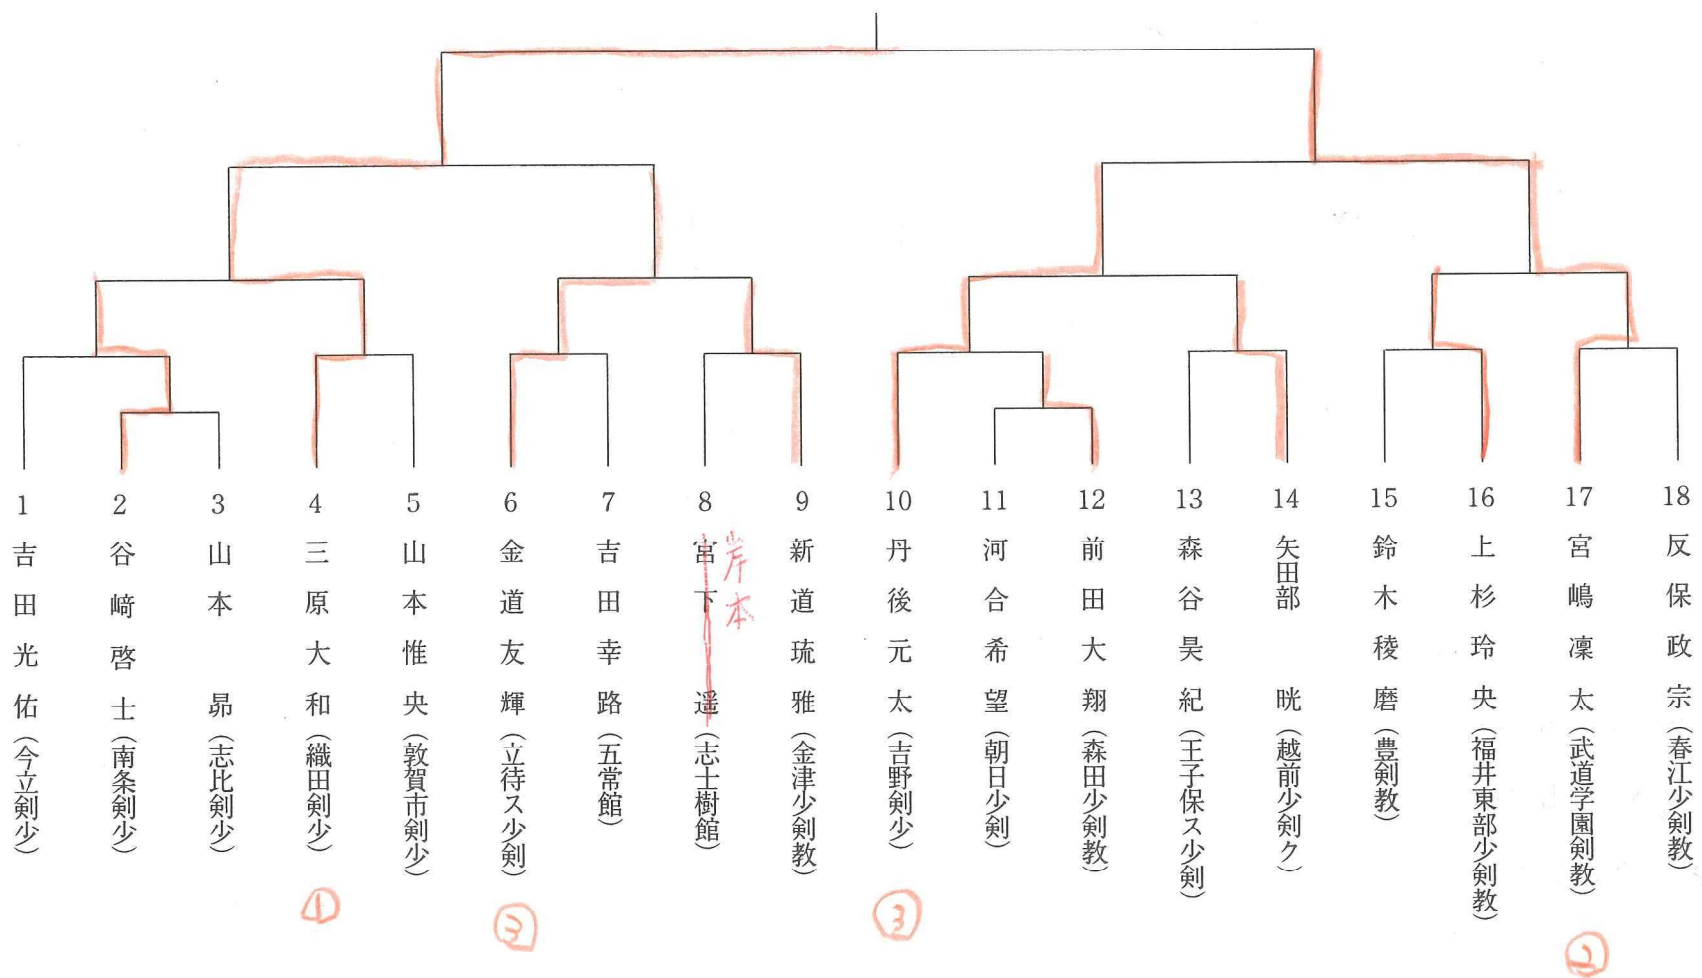 1 吉田光佑（今立剣少）
2 谷﨑啓士（南条剣少）
3 山本 昴（志比剣少）
4 三原大和（織田剣少） ①
5 山本惟央（敦賀市剣少）
6 金道友輝（立待ス少剣） ③
7 吉田幸路（五常館）
8 宮下 遥（志士樹館）
岸本
9 新道琉雅（金津少剣教）
10 丹後元太（吉野剣少） ③
11 河合希望（朝日少剣）
12 前田大翔（森田少剣教）
13 森谷昊紀（王子保ス少剣）
14 矢田部 晄（越前少剣ク）
15 鈴木稜磨（豊剣教）
16 上杉玲央（福井東部少剣教）
17 宮嶋凜太（武道学園剣教） ②
18 反保政宗（春江少剣教）